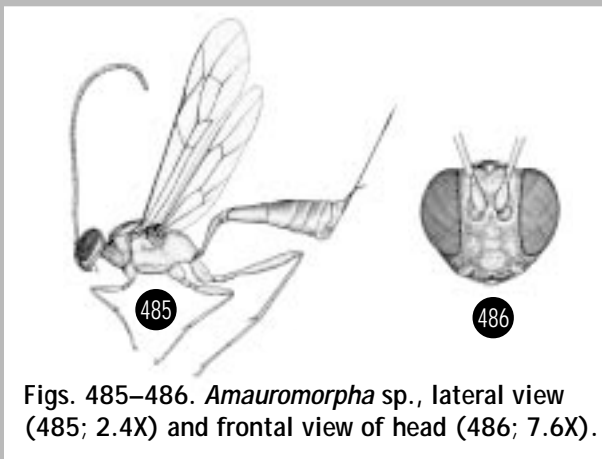 485
486
Figs. 485–486. Amauromorpha sp., lateral view
(485; 2.4X) and frontal view of head (486; 7.6X).